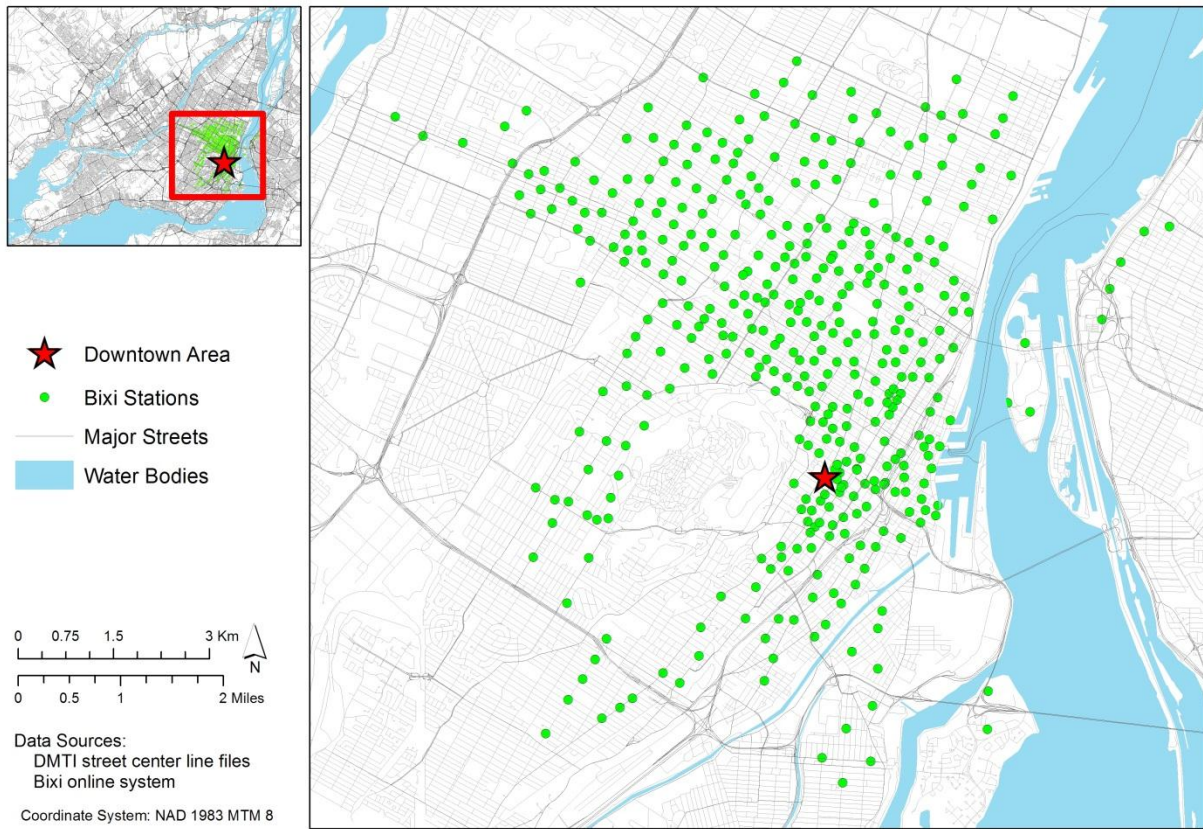 Downtown Area
Bixi Stations
Major Streets
Water Bodies
0 0.75 1.5 3 Km
N
0 0.5 1 2 Miles
Data Sources:
DMTI street center line files
Bixi online system
Coordinate System: NAD 1983 MTM 8